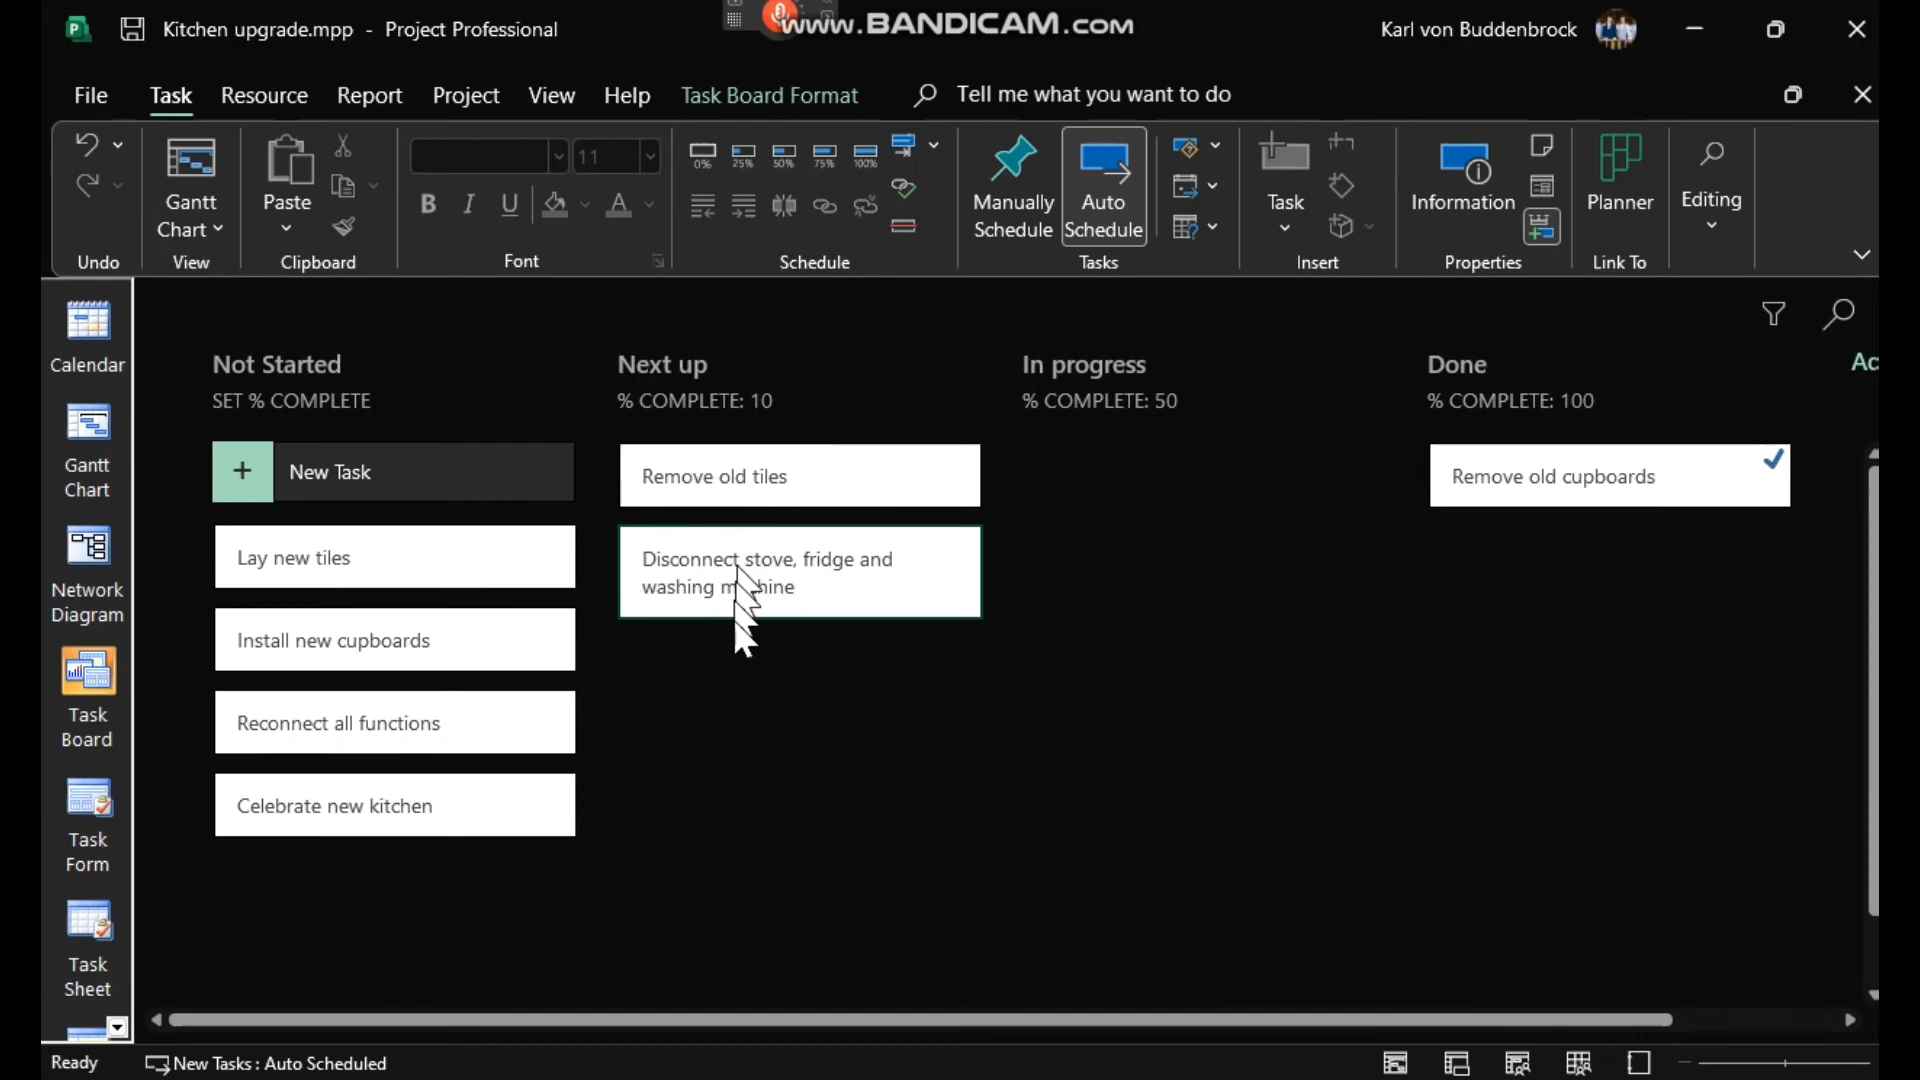 Kitchen upgrade.mpp - Project Professional
www.BANDICAM.com
Karl von Buddenbrock
File Task Resource Report Project View Help Task Board Format Tell me what you want to do
11
0% 25% 50% 75% 100%
B I U A
Gantt
Chart
Paste
Manually
Schedule
Auto
Schedule
Task
Information
Planner
Editing
Undo View Clipboard Font Schedule Tasks Insert Properties Link To
Calendar
Gantt
Chart
Network
Diagram
Task
Board
Task
Form
Task
Sheet
Not Started
SET % COMPLETE
New Task
Lay new tiles
Install new cupboards
Reconnect all functions
Celebrate new kitchen
Next up
% COMPLETE: 10
Remove old tiles
Disconnect stove, fridge and
washing
In progress
% COMPLETE: 50
Done
% COMPLETE: 100
Remove old cupboards
Ac
Ready New Tasks : Auto Scheduled